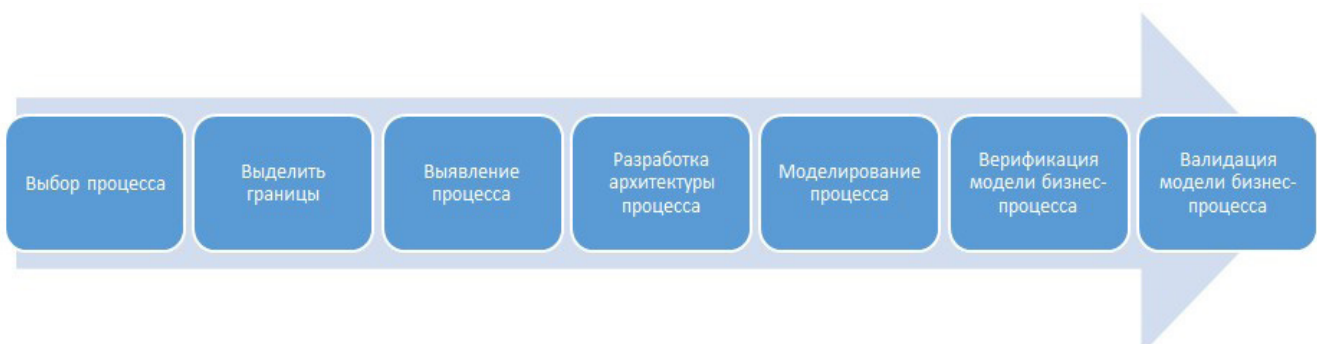 Выбор процесса
Выделить
границы
Выявление
процесса
Разработка
архитектуры
процесса
Моделирование
процесса
Верификация
модели бизнес-
процесса
Валидация
модели бизнес-
процесса